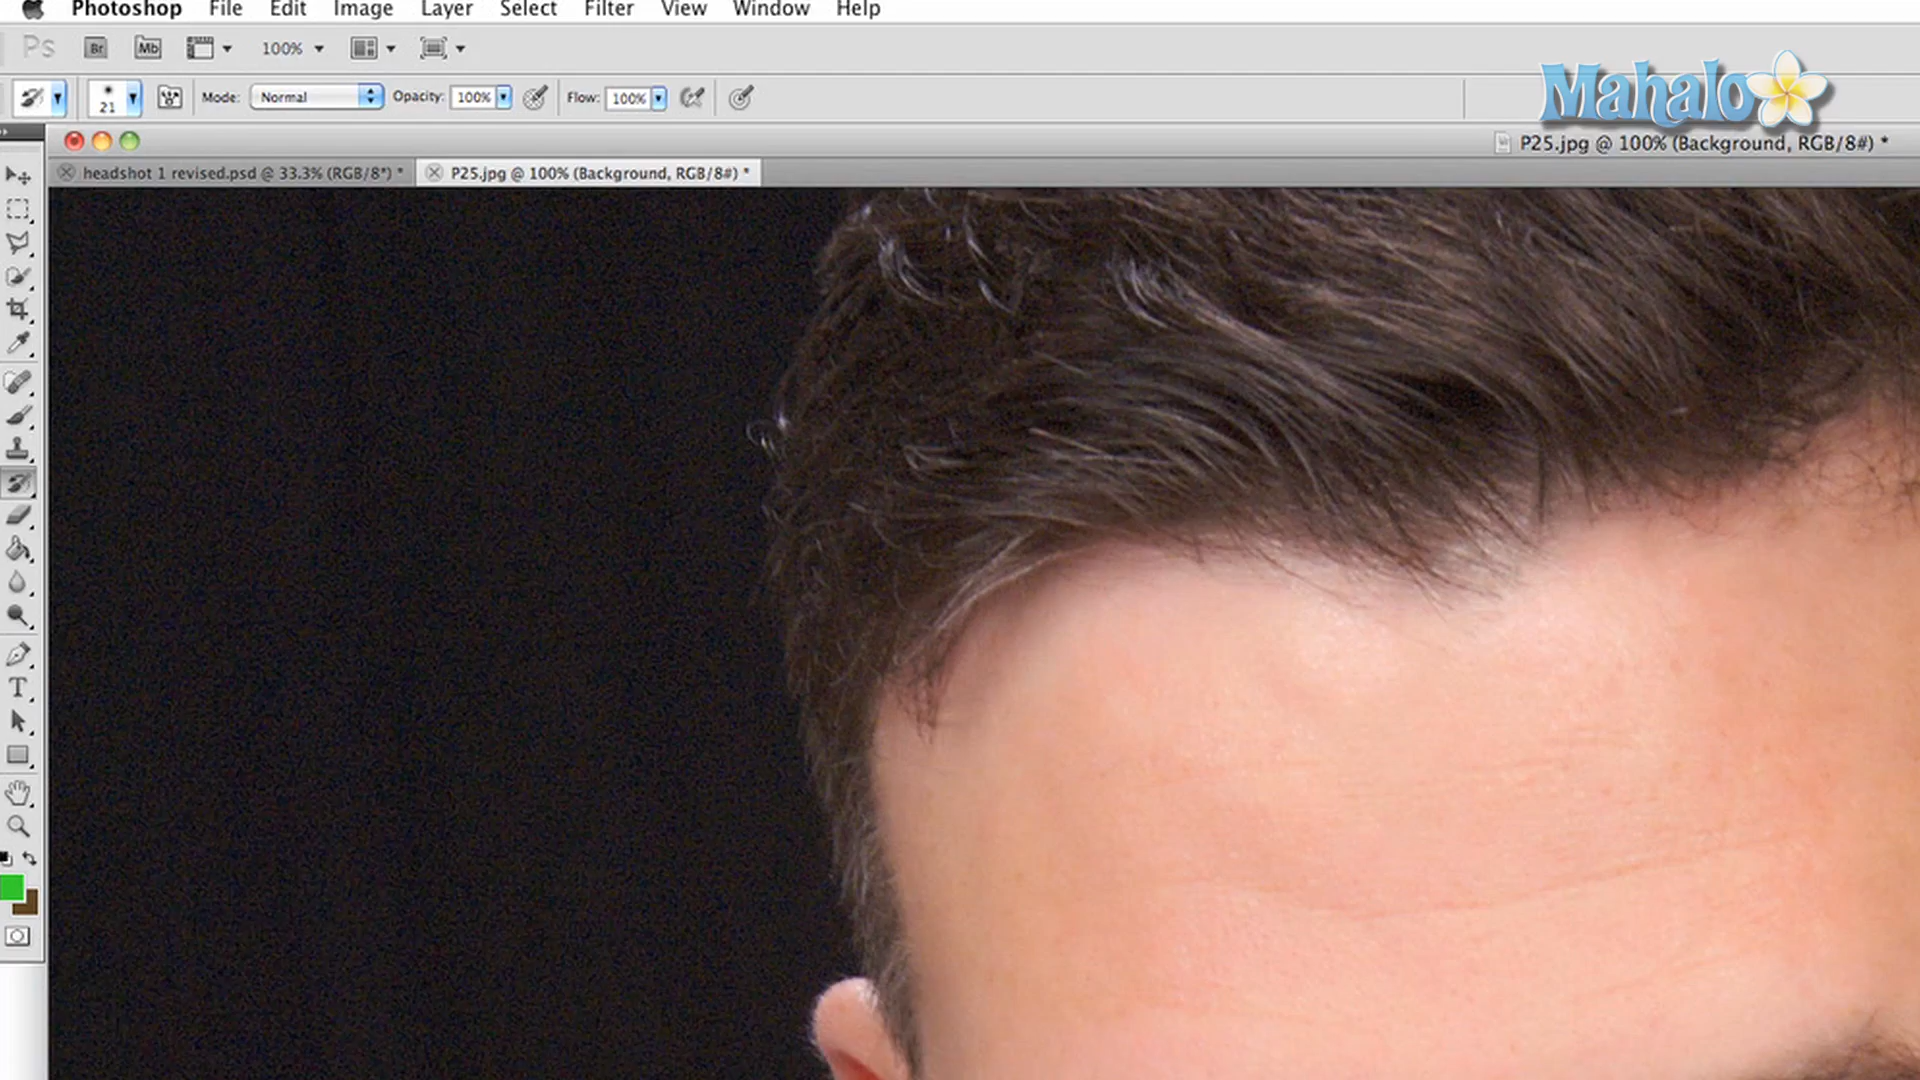 Photoshop File Edit Image Layer Select Filter View Window Help
Ps Br Mb 100%
21 Mode: Normal Opacity: 100% Flow: 100%
Mahalo
P25.jpg @ 100% (Background, RGB/8#) *
headshot 1 revised.psd @ 33.3% (RGB/8*) * P25.jpg @ 100% (Background, RGB/8#) *
T